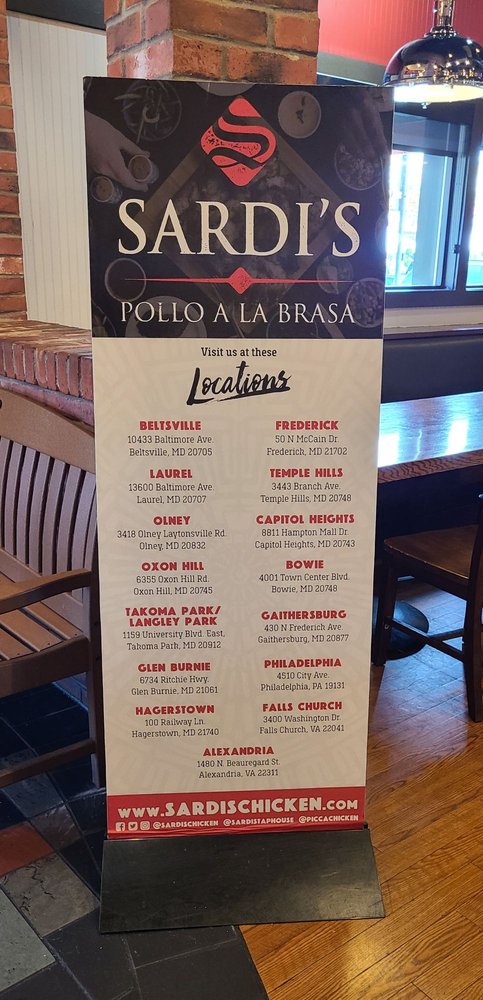 SARDI'S
POLLO A LA BRASA
Visit us at these
Locations
BELTSVILLE
10433 Baltimore Ave.
Beltsville, MD 20705
LAUREL
13600 Baltimore Ave.
Laurel, MD 20707
OLNEY
3418 Olney Laytonsville Rd.
Olney, MD 20832
OXON HILL
6355 Oxon Hill Rd.
Oxon Hill, MD 20745
TAKOMA PARK/
LANGLEY PARK
1159 University Blvd. East,
Takoma Park, MD 20912
GLEN BURNIE
6734 Ritchie Hwy.
Glen Burnie, MD 21061
HAGERSTOWN
100 Railway Ln.
Hagerstown, MD 21740
FREDERICK
50 N McCain Dr.
Frederick, MD 21702
TEMPLE HILLS
3443 Branch Ave.
Temple Hills, MD 20748
CAPITOL HEIGHTS
8811 Hampton Mall Dr.
Capitol Heights, MD 20743
BOWIE
4001 Town Center Blvd.
Bowie, MD 20748
GAITHERSBURG
430 N Frederick Ave.
Gaithersburg, MD 20877
PHILADELPHIA
4510 City Ave.
Philadelphia, PA 19131
FALLS CHURCH
3400 Washington Dr.
Falls Church, VA 22041
ALEXANDRIA
1480 N. Beauregard St.
Alexandria, VA 22311
WWW.SARDISCHICKEN.COM
@SARDISCHICKEN @SARDISTAPHOUSE @PICCACHICKEN